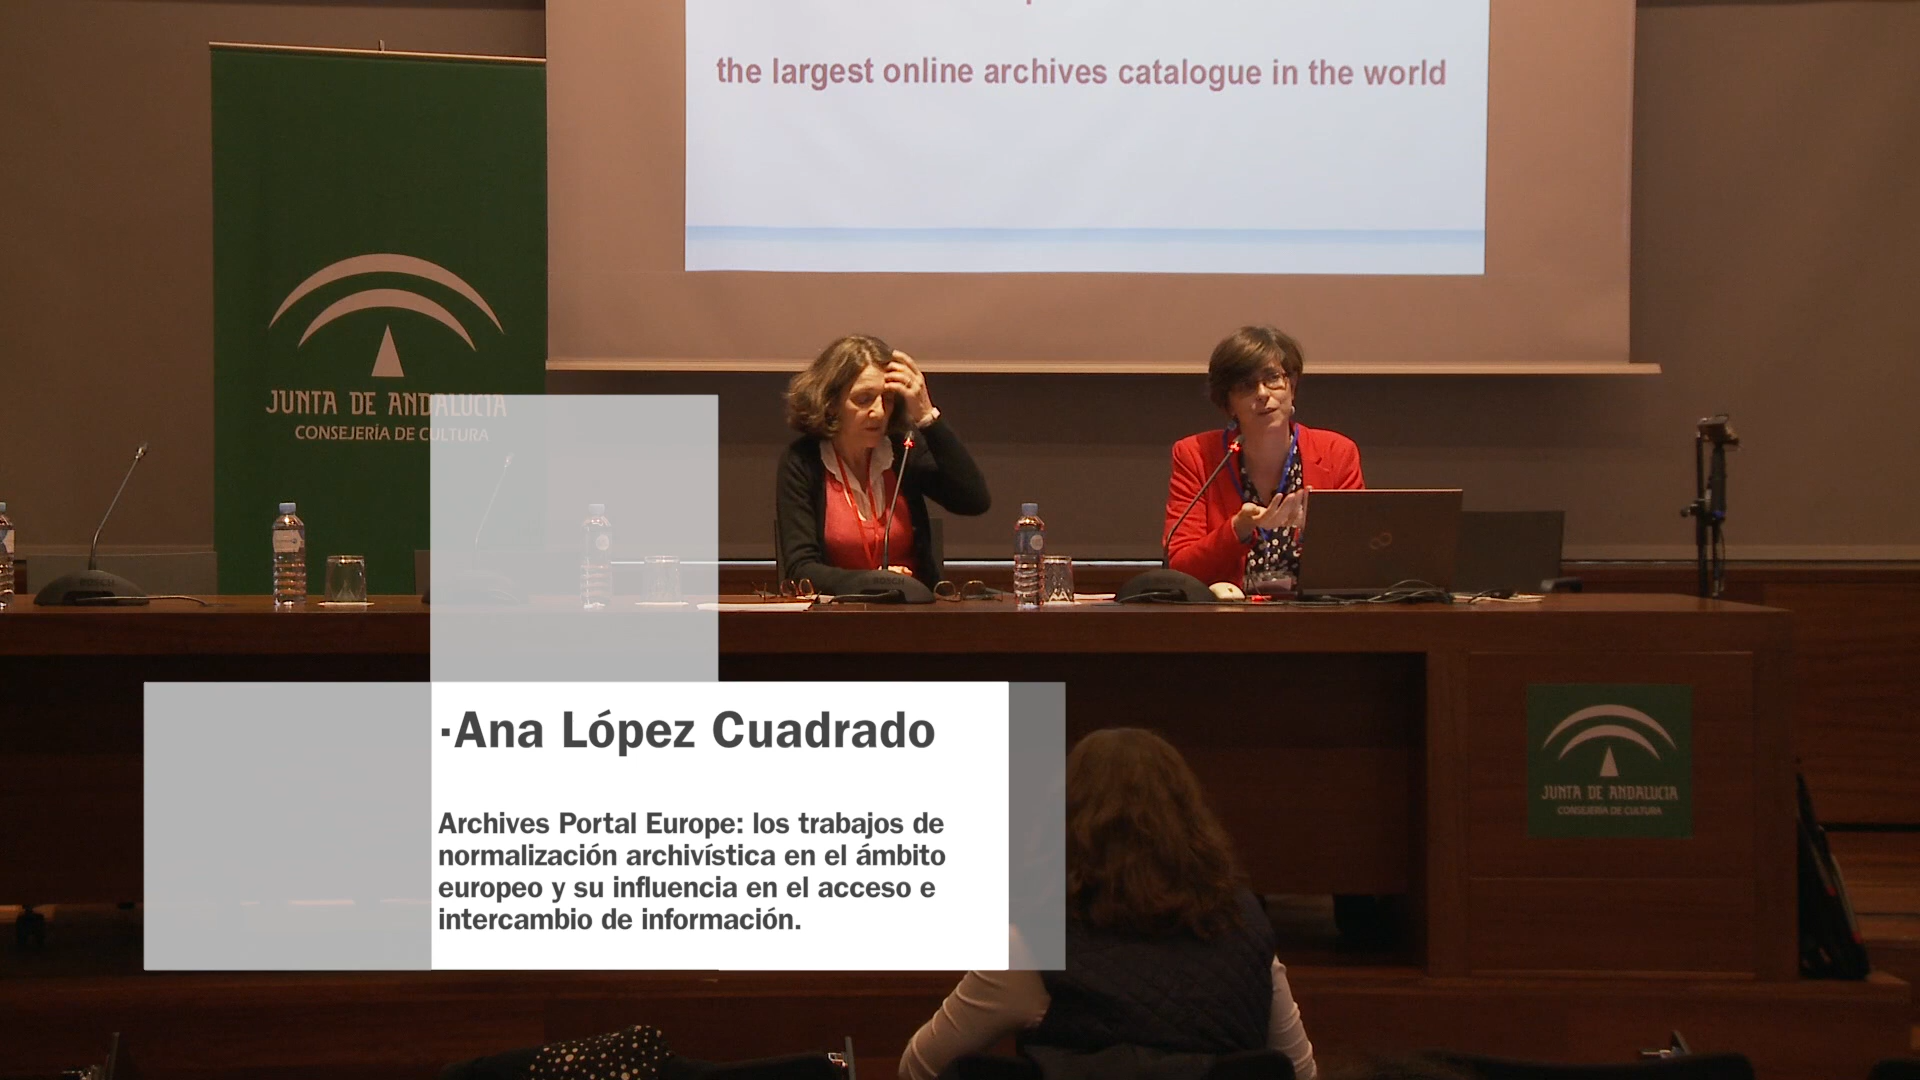 the largest online archives catalogue in the world
JUNTA DE ANDALUCIA
CONSEJERÍA DE CULTURA
BOSCH
BOSCH
·Ana López Cuadrado
Archives Portal Europe: los trabajos de
normalización archivística en el ámbito
europeo y su influencia en el acceso e
intercambio de información.
JUNTA DE ANDALUCIA
CONSEJERÍA DE CULTURA